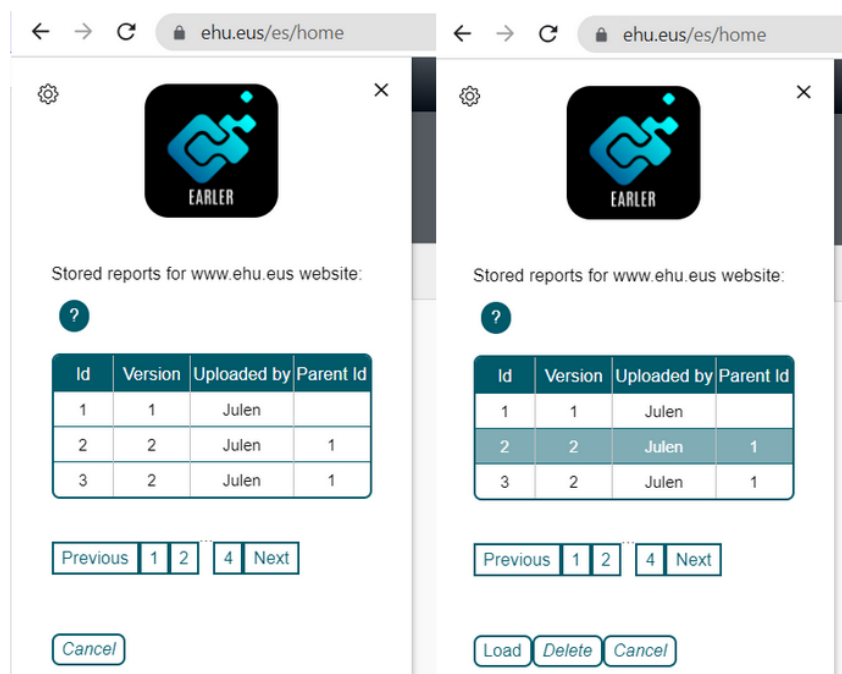 ehu.eus/es/home
EARLER
Stored reports for www.ehu.eus website:
?
Id Version Uploaded by Parent Id
1 1 Julen
2 2 Julen 1
3 2 Julen 1
Previous 1 2 ... 4 Next
Cancel
ehu.eus/es/home
EARLER
Stored reports for www.ehu.eus website:
?
Id Version Uploaded by Parent Id
1 1 Julen
2 2 Julen 1
3 2 Julen 1
Previous 1 2 ... 4 Next
Load Delete Cancel